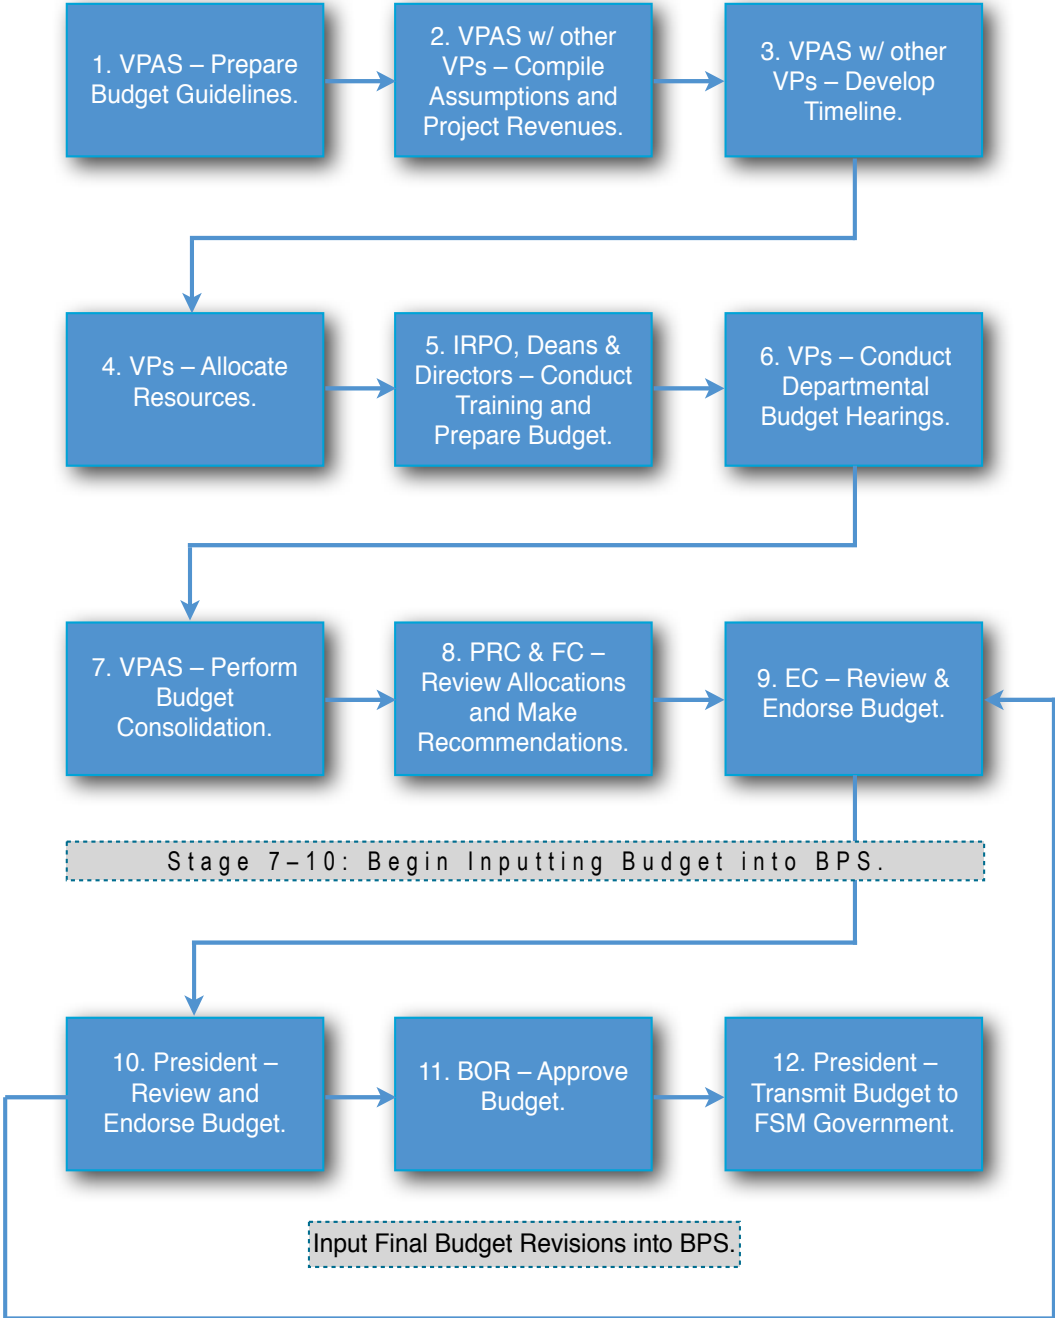 1. VPAS – Prepare
Budget Guidelines.
2. VPAS w/ other
VPs – Compile
Assumptions and
Project Revenues.
3. VPAS w/ other
VPs – Develop
Timeline.
4. VPs – Allocate
Resources.
5. IRPO, Deans &
Directors – Conduct
Training and
Prepare Budget.
6. VPs – Conduct
Departmental
Budget Hearings.
7. VPAS – Perform
Budget
Consolidation.
8. PRC & FC –
Review Allocations
and Make
Recommendations.
9. EC – Review &
Endorse Budget.
Stage 7–10: Begin Inputting Budget into BPS.
10. President –
Review and
Endorse Budget.
11. BOR – Approve
Budget.
12. President –
Transmit Budget to
FSM Government.
Input Final Budget Revisions into BPS.